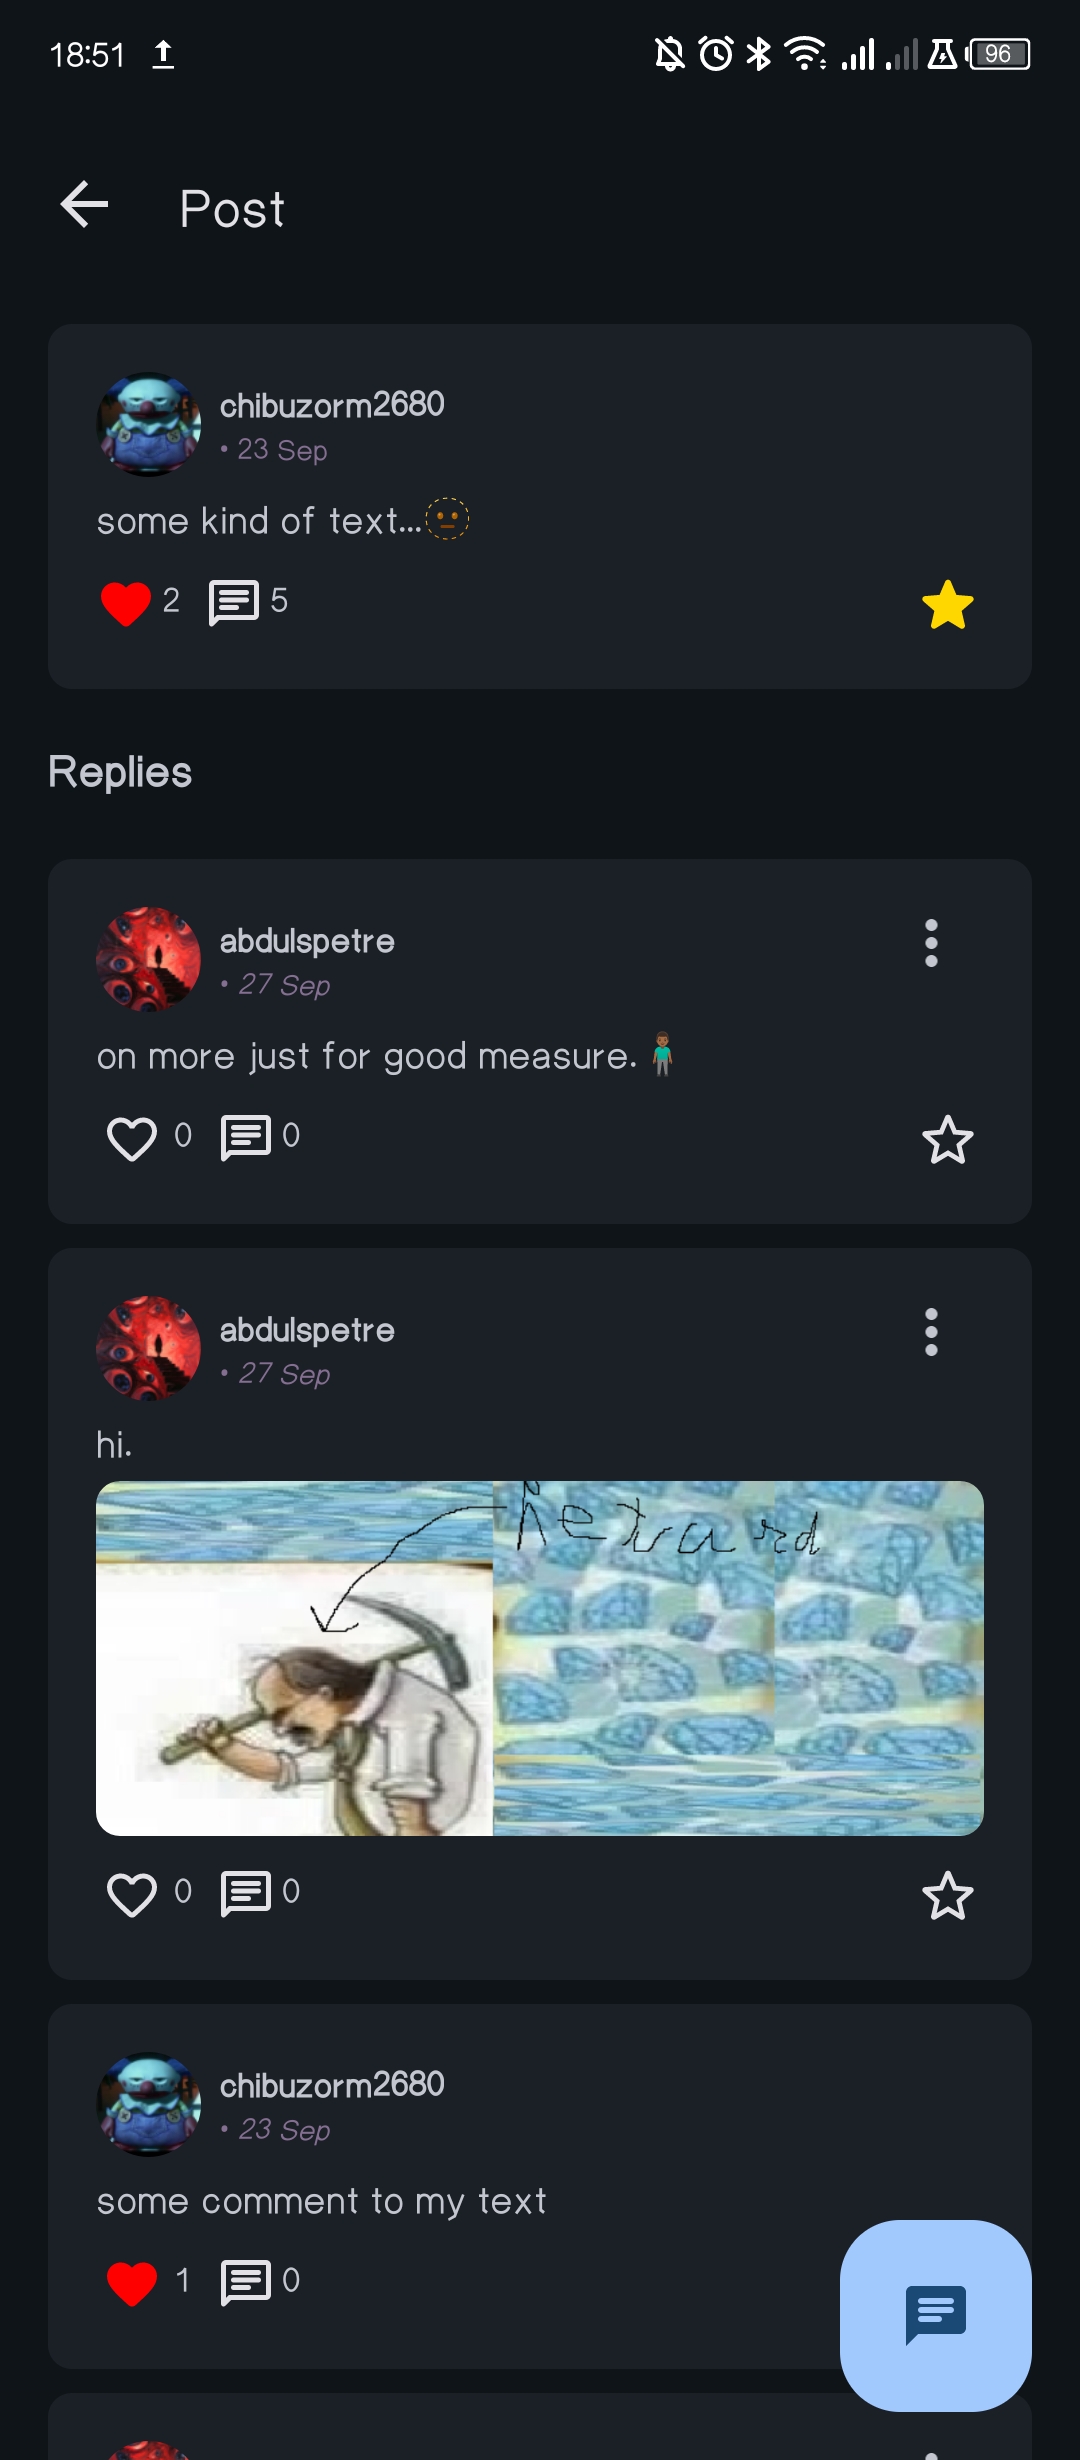 18:51
96
Post
chibuzorm2680
• 23 Sep
some kind of text...🫥
2 5
Replies
abdulspetre
• 27 Sep
on more just for good measure.🧍🏾‍♂️
0 0
abdulspetre
• 27 Sep
hi.
Retard
0 0
chibuzorm2680
• 23 Sep
some comment to my text
1 0